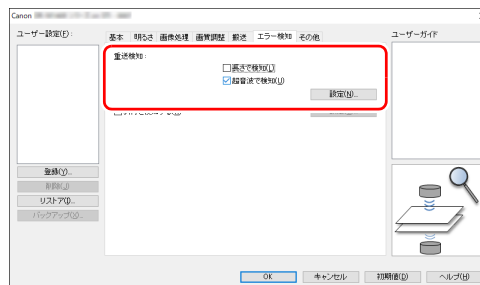 Canon
ユーザー設定(F):
基本 明るさ 画像処理 画質調整 搬送 エラー検知 その他
ユーザーガイド
重送検知:
長さで検知(L)
超音波で検知(U)
設定(N)...
登録(Y)...
削除(J)
リストア(I)...
バックアップ(X)...
OK
キャンセル
初期値(D)
ヘルプ(H)